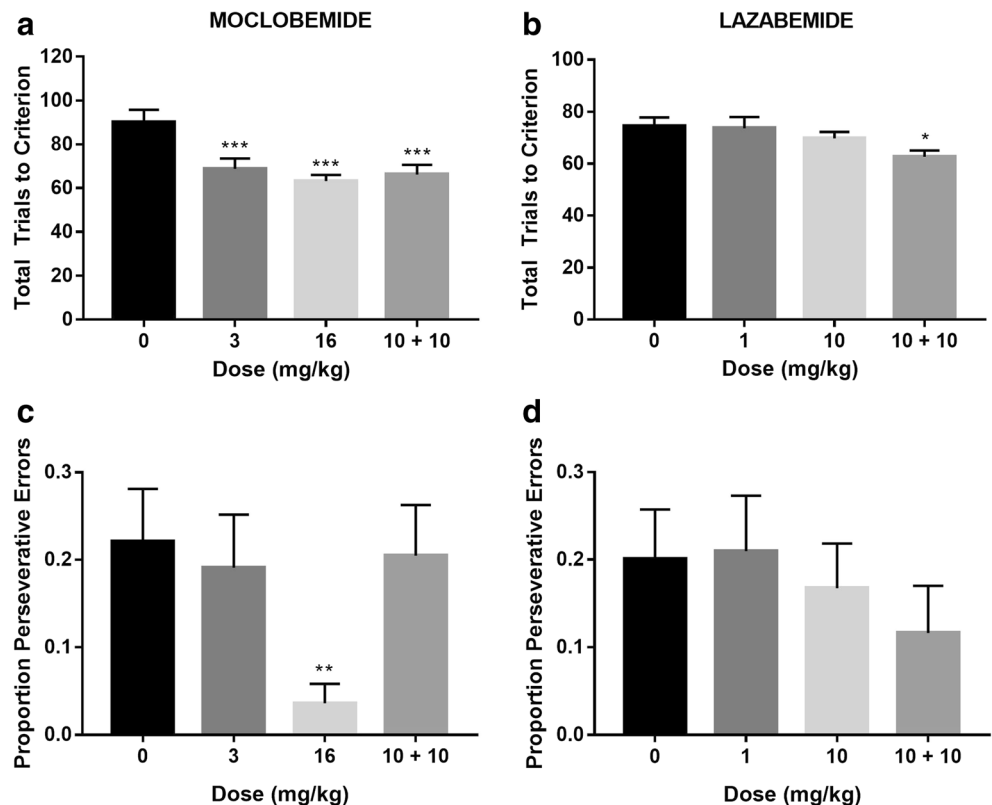 a
MOCLOBEMIDE
Total Trials to Criterion
120
100
80
60
40
20
0
***
***
***
0 3 16 10 + 10
Dose (mg/kg)
b
LAZABEMIDE
Total Trials to Criterion
100
80
60
40
20
0
*
0 1 10 10 + 10
Dose (mg/kg)
c
Proportion Perseverative Errors
0.3
0.2
0.1
0.0
**
0 3 16 10 + 10
Dose (mg/kg)
d
Proportion Perseverative Errors
0.3
0.2
0.1
0.0
0 1 10 10 + 10
Dose (mg/kg)